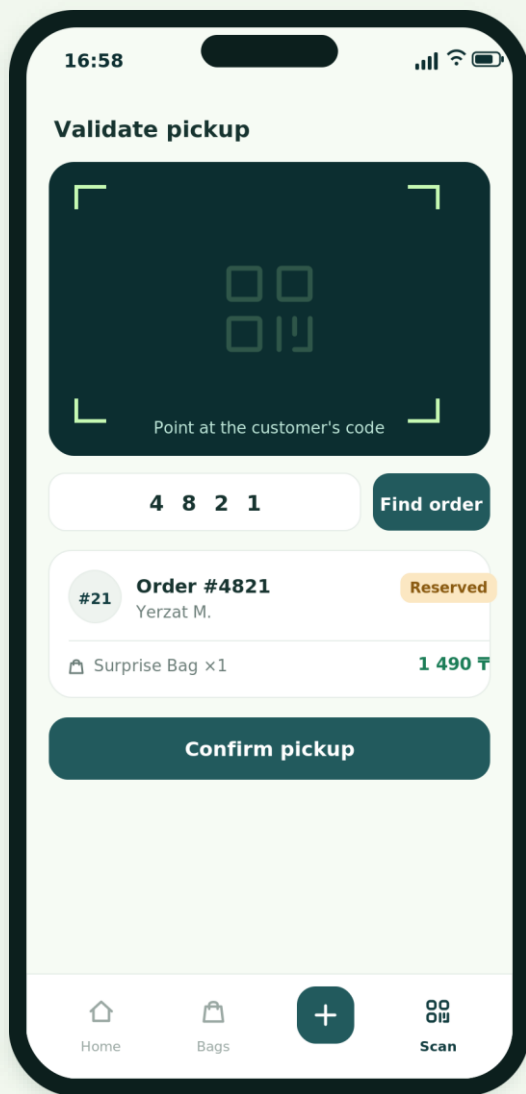 16:58
Validate pickup
Point at the customer's code
4 8 2 1
Find order
#21
Order #4821
Reserved
Yerzat M.
Surprise Bag ×1
1 490 ₸
Confirm pickup
Home
Bags
Scan